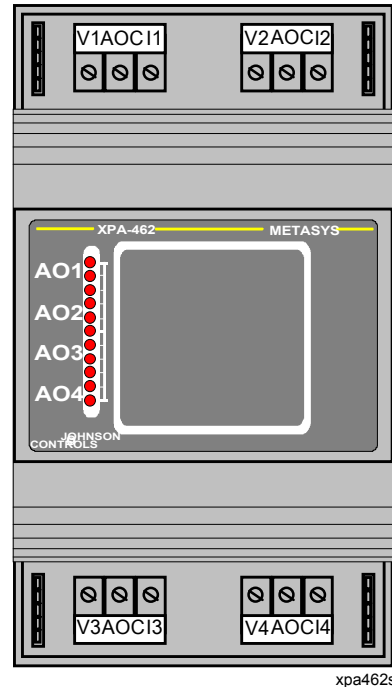 V1AOCI1 V2AOCI2
XPA-462 METASYS
AO1
AO2
AO3
AO4
JOHNSON
CONTROLS
V3AOCI3 V4AOCI4
xpa462s